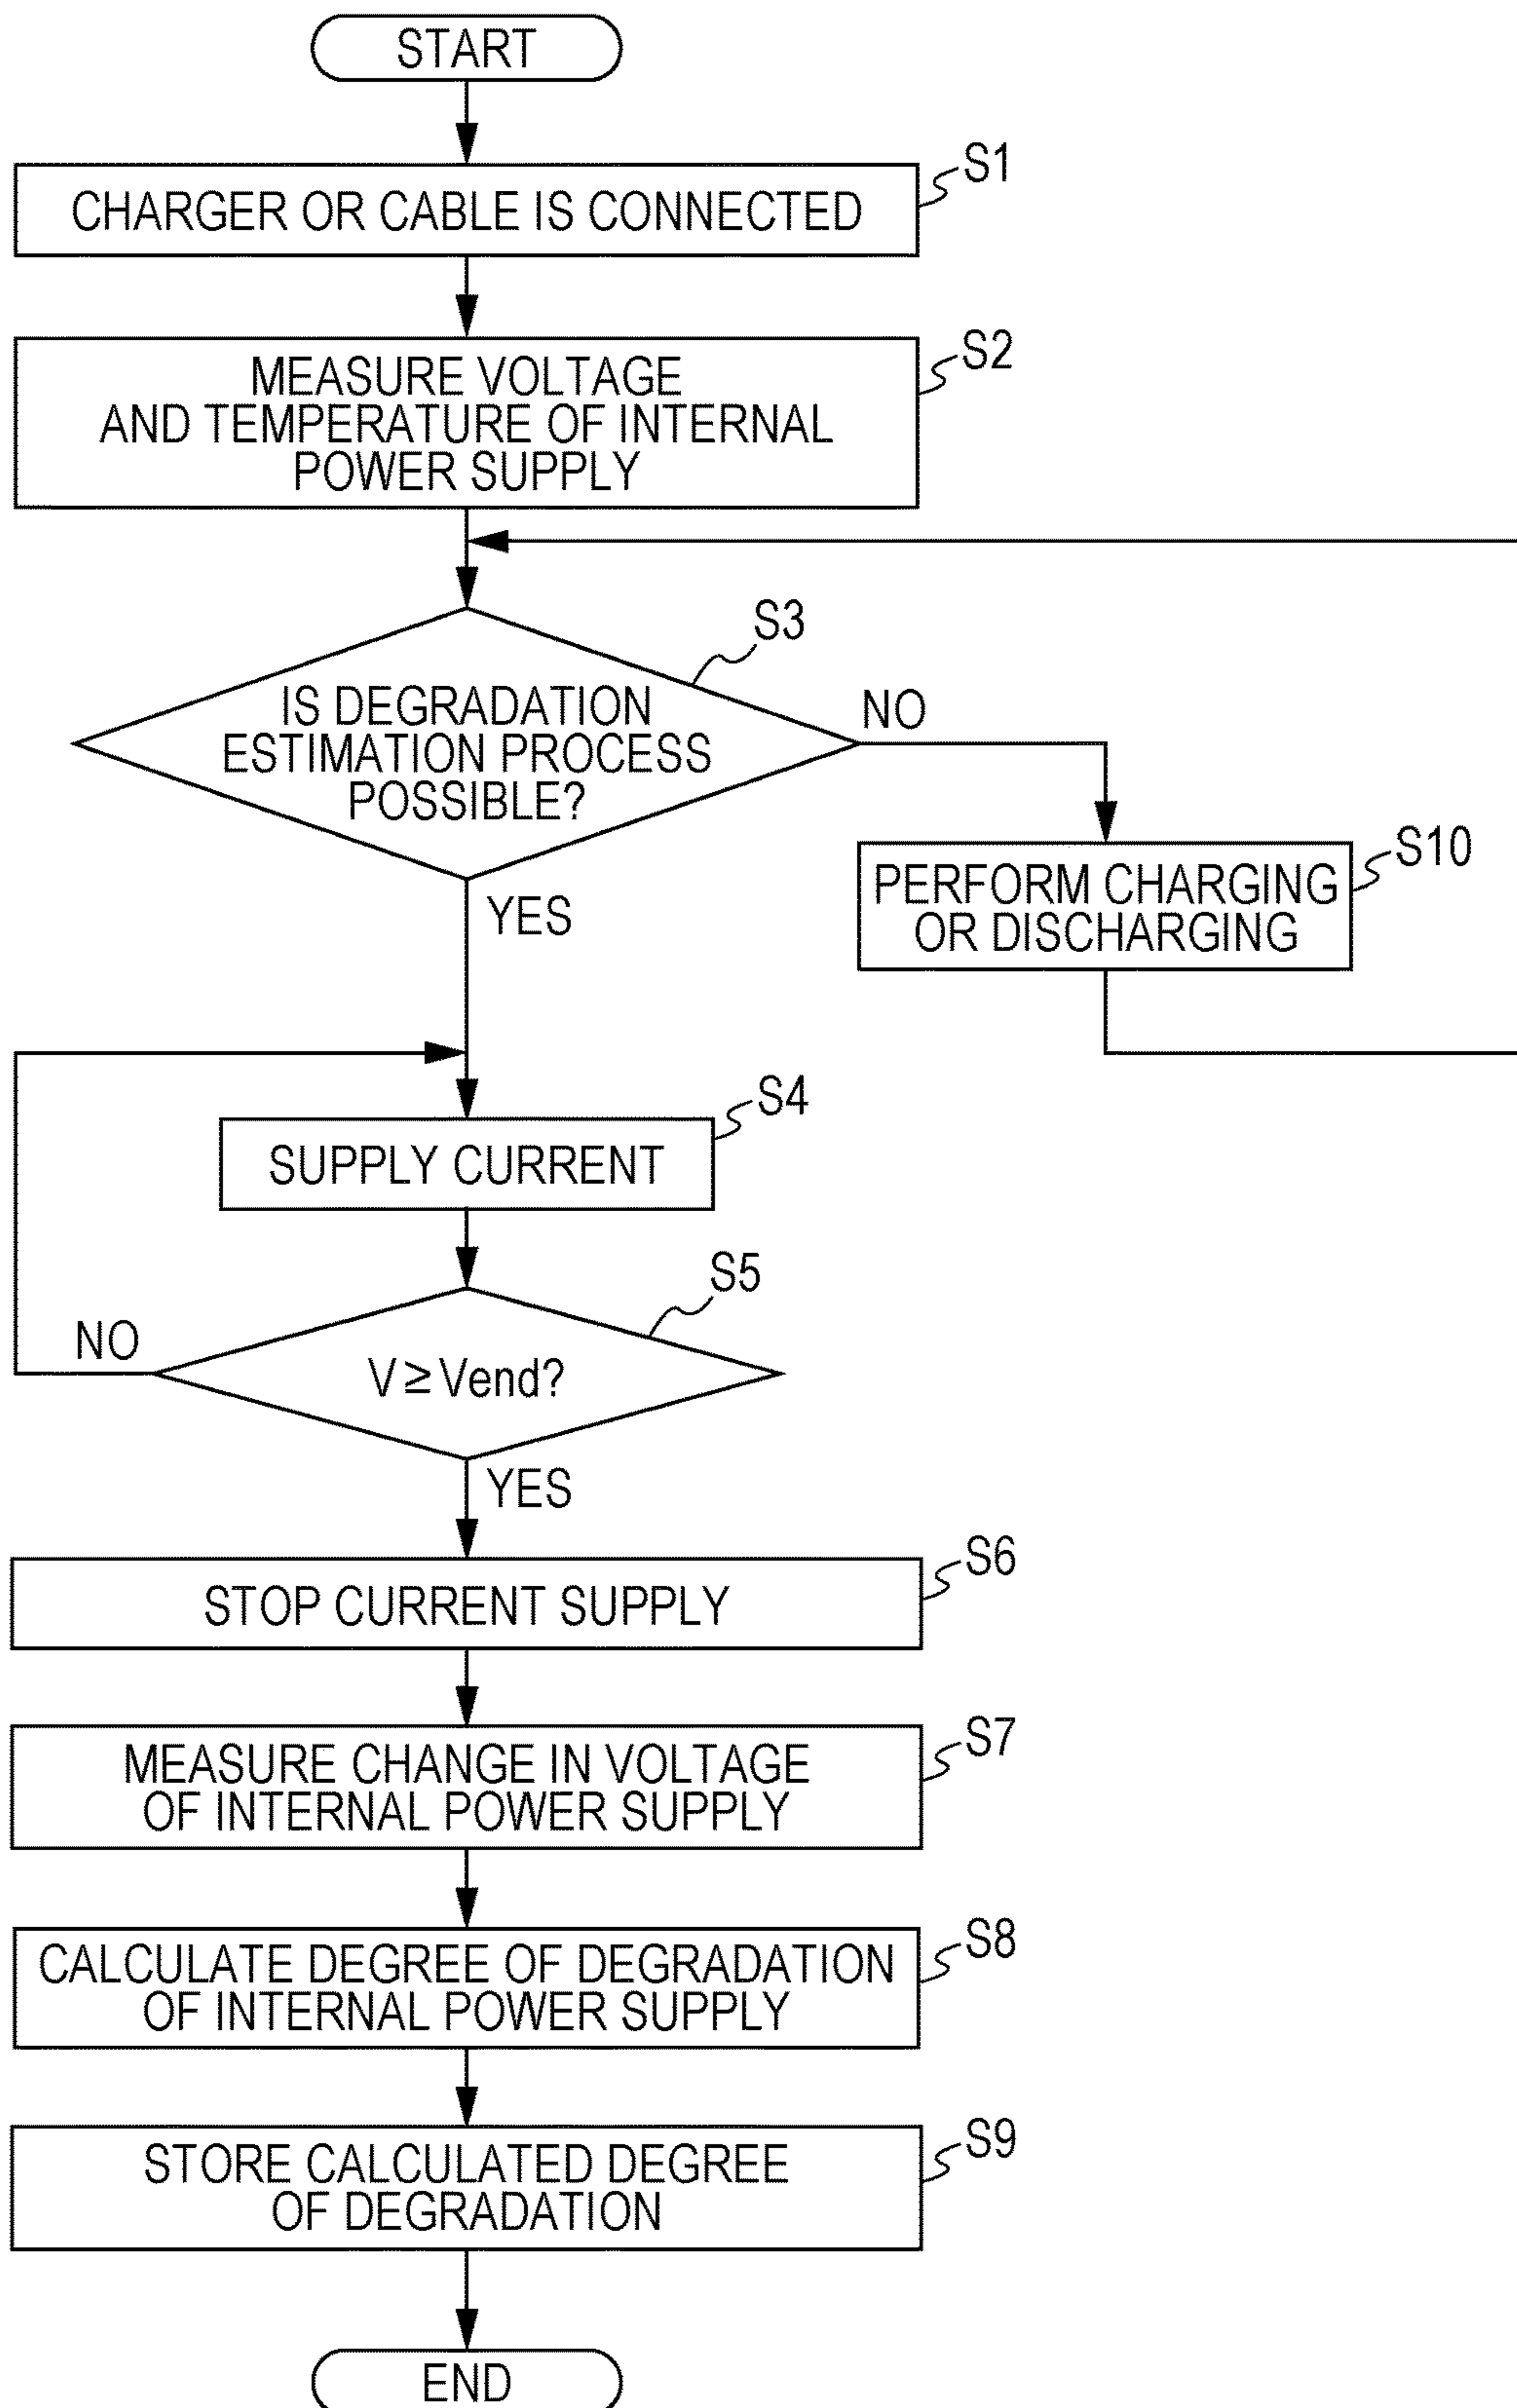 START
CHARGER OR CABLE IS CONNECTED
S1
MEASURE VOLTAGE
AND TEMPERATURE OF INTERNAL
POWER SUPPLY
S2
IS DEGRADATION
ESTIMATION PROCESS
POSSIBLE?
S3
NO
YES
PERFORM CHARGING
OR DISCHARGING
S10
SUPPLY CURRENT
S4
V ≥ Vend?
S5
NO
YES
STOP CURRENT SUPPLY
S6
MEASURE CHANGE IN VOLTAGE
OF INTERNAL POWER SUPPLY
S7
CALCULATE DEGREE OF DEGRADATION
OF INTERNAL POWER SUPPLY
S8
STORE CALCULATED DEGREE
OF DEGRADATION
S9
END